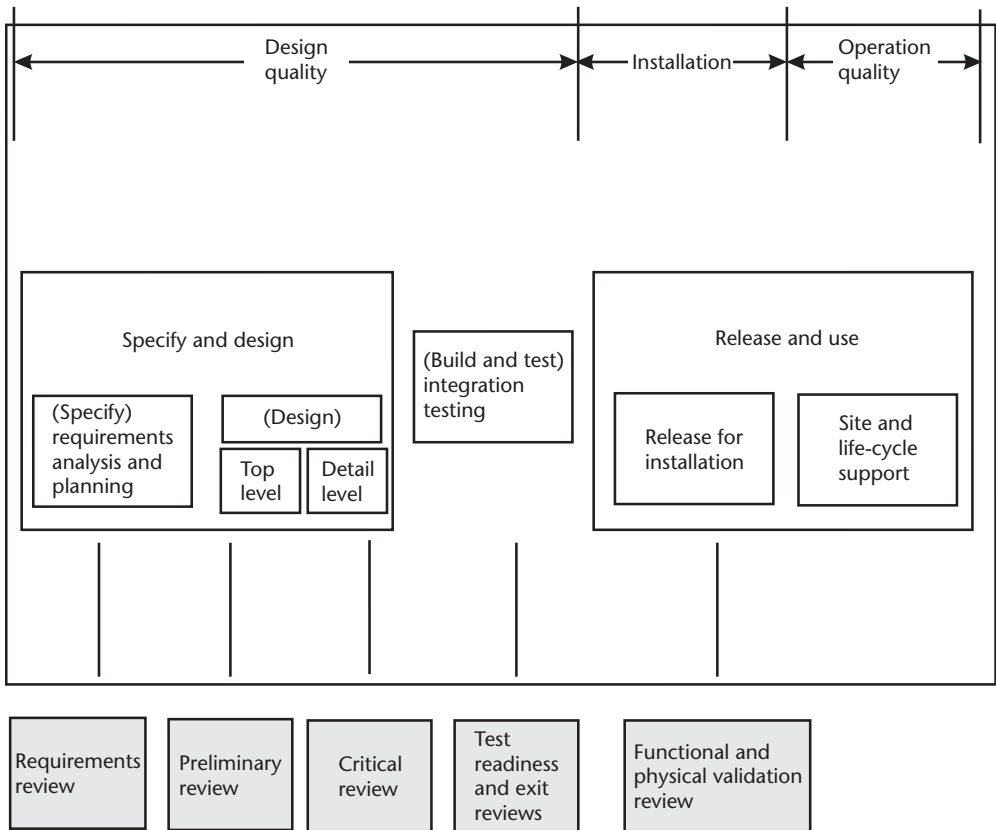 Design
quality
Installation
Operation
quality
Specify and design
(Specify)
requirements
analysis and
planning
(Design)
Top
level
Detail
level
(Build and test)
integration
testing
Release and use
Release for
installation
Site and
life-cycle
support
Requirements
review
Preliminary
review
Critical
review
Test
readiness
and exit
reviews
Functional and
physical validation
review